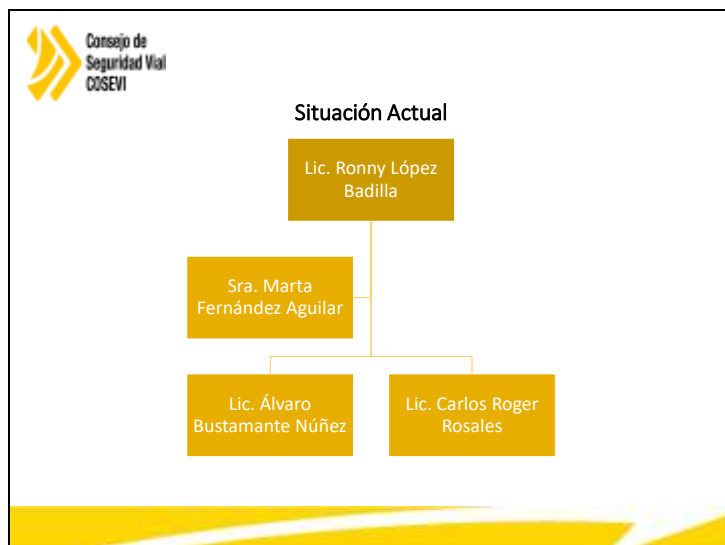 Consejo de
Seguridad Vial
COSEVI
Situación Actual
Lic. Ronny López
Badilla
Sra. Marta
Fernández Aguilar
Lic. Álvaro
Bustamante Núñez
Lic. Carlos Roger
Rosales